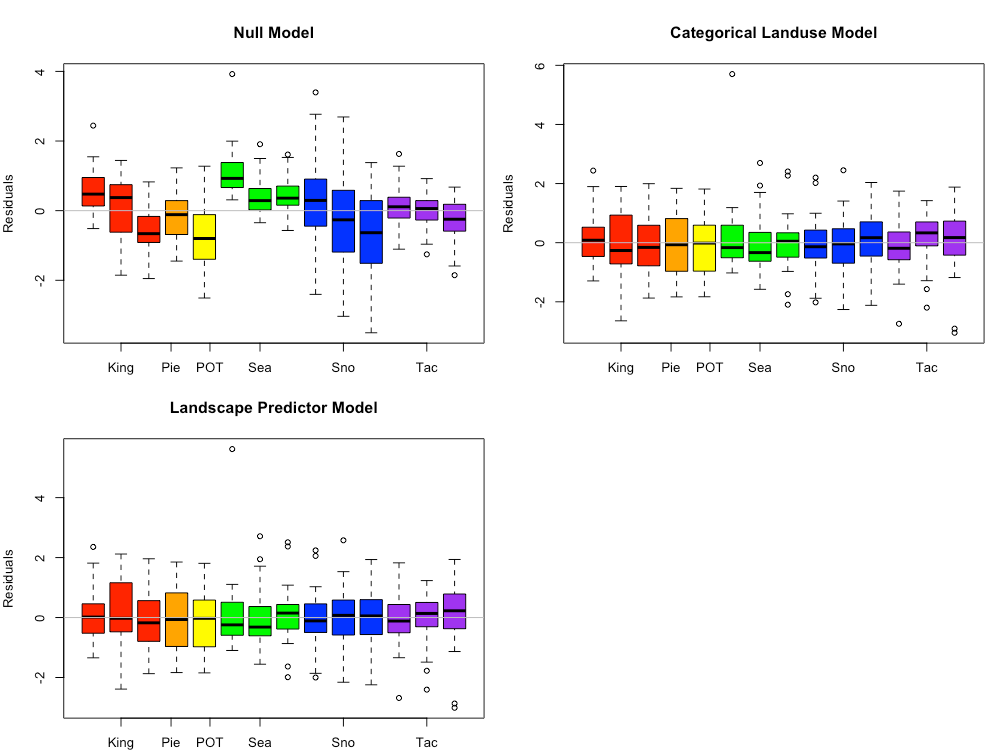 Null Model
Residuals
4
2
0
-2
King Pie POT Sea Sno Tac
Categorical Landuse Model
Residuals
6
4
2
0
-2
King Pie POT Sea Sno Tac
Landscape Predictor Model
Residuals
4
2
0
-2
King Pie POT Sea Sno Tac